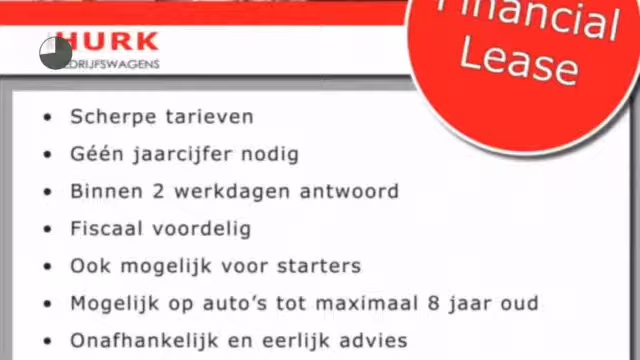 Financial
Lease
HURK
BEDRIJFSWAGENS
• Scherpe tarieven
• Géén jaarcijfer nodig
• Binnen 2 werkdagen antwoord
• Fiscaal voordelig
• Ook mogelijk voor starters
• Mogelijk op auto's tot maximaal 8 jaar oud
• Onafhankelijk en eerlijk advies